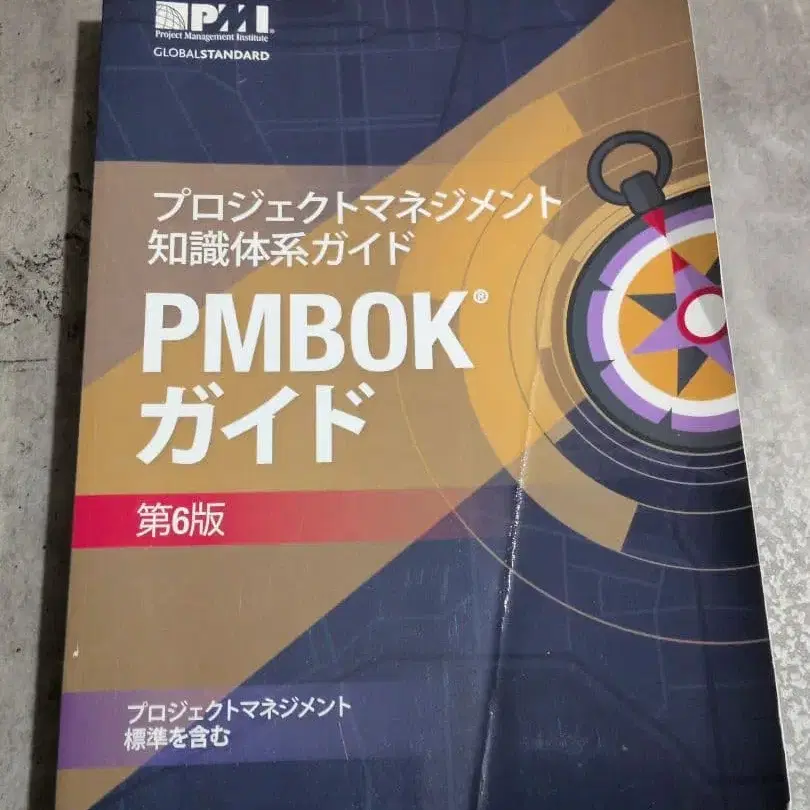 PMI
Project Management Institute®
GLOBALSTANDARD
プロジェクトマネジメント
知識体系ガイド
PMBOK®
ガイド
第6版
プロジェクトマネジメント
標準を含む